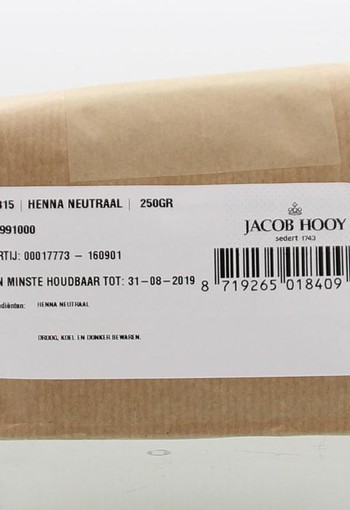 315 | HENNA NEUTRAAL | 250GR
991000
RTIJ: 00017773 – 160901
N MINSTE HOUDBAAR TOT: 31-08-2019
ediënten: HENNA NEUTRAAL
DROOG, KOEL EN DONKER BEWAREN.
JACOB HOOY
sedert 1743
8 719265 018409